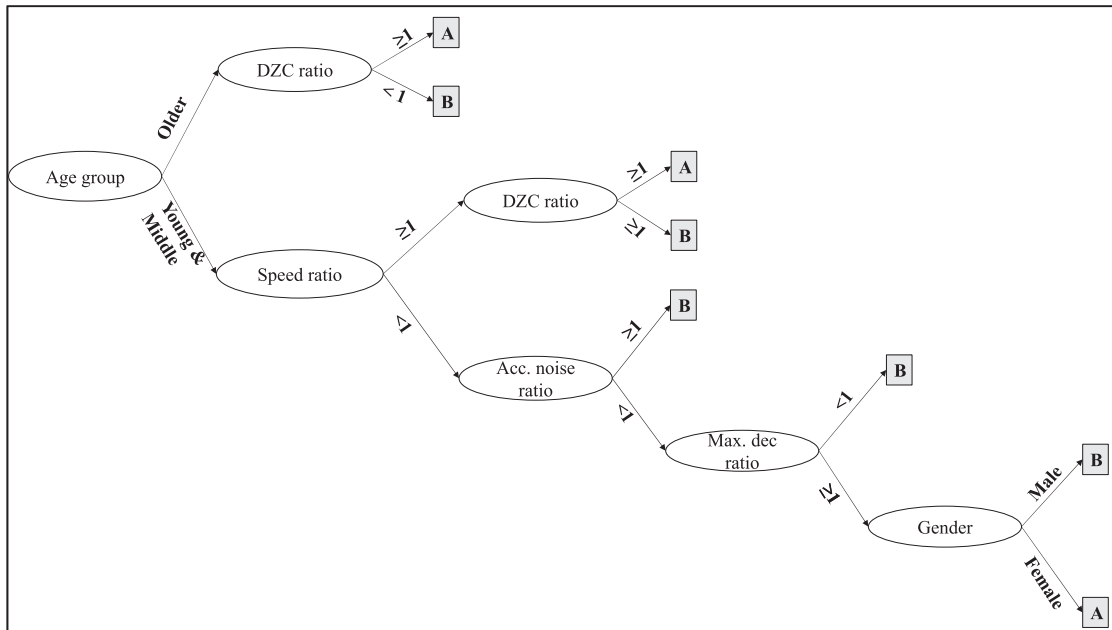 ≥1
A
DZC ratio
< 1
B
Older
Age group
Young &
Middle
≥1
A
DZC ratio
≥1
B
≥1
Speed ratio
<1
≥1
B
Acc. noise
ratio
<1
<1
B
Max. dec
ratio
≥1
Male
B
Gender
Female
A